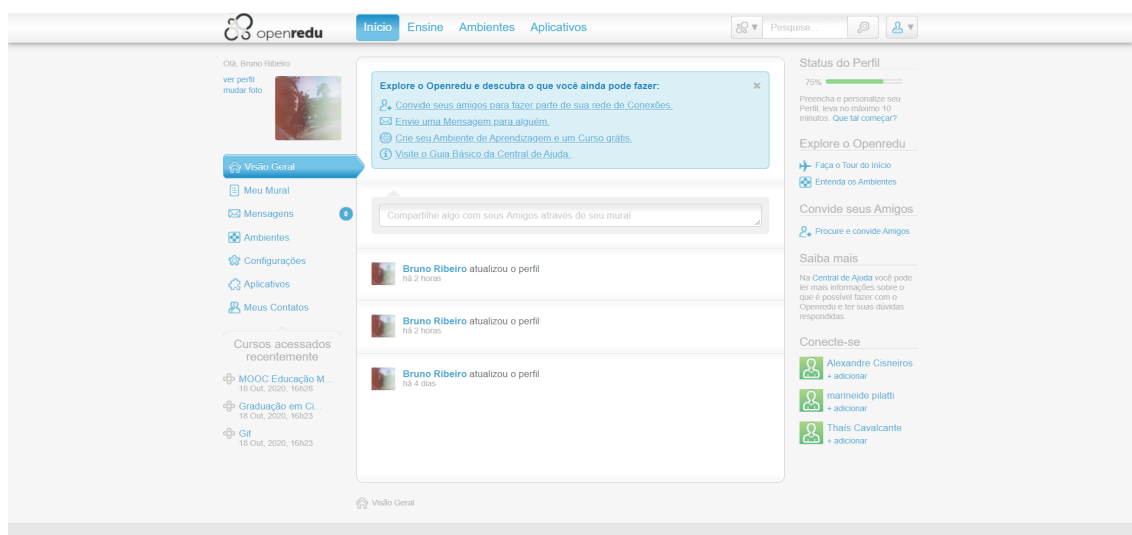 openredu
Início Ensine Ambientes Aplicativos
Pesquise...
Olá, Bruno Ribeiro
ver perfil
mudar foto
Visão Geral
Meu Mural
Mensagens 0
Ambientes
Configurações
Aplicativos
Meus Contatos
Cursos acessados
recentemente
MOOC Educação M...
18 Out, 2020, 16h28
Graduação em Ci...
18 Out, 2020, 16h23
Git
18 Out, 2020, 16h23
Explore o Openredu e descubra o que você ainda pode fazer:
Convide seus amigos para fazer parte de sua rede de Conexões.
Envie uma Mensagem para alguém.
Crie seu Ambiente de Aprendizagem e um Curso grátis.
Visite o Guia Básico da Central de Ajuda.
Compartilhe algo com seus Amigos através de seu mural
Bruno Ribeiro atualizou o perfil
há 2 horas
Bruno Ribeiro atualizou o perfil
há 2 horas
Bruno Ribeiro atualizou o perfil
há 4 dias
Visão Geral
Status do Perfil
75%
Preencha e personalize seu
Perfil; leva no máximo 10
minutos. Que tal começar?
Explore o Openredu
Faça o Tour do Início
Entenda os Ambientes
Convide seus Amigos
Procure e convide Amigos
Saiba mais
Na Central de Ajuda você pode
ler mais informações sobre o
que é possível fazer com o
Openredu e ter suas dúvidas
respondidas.
Conecte-se
Alexandre Cisneiros
+ adicionar
marineide pilatti
+ adicionar
Thaís Cavalcante
+ adicionar